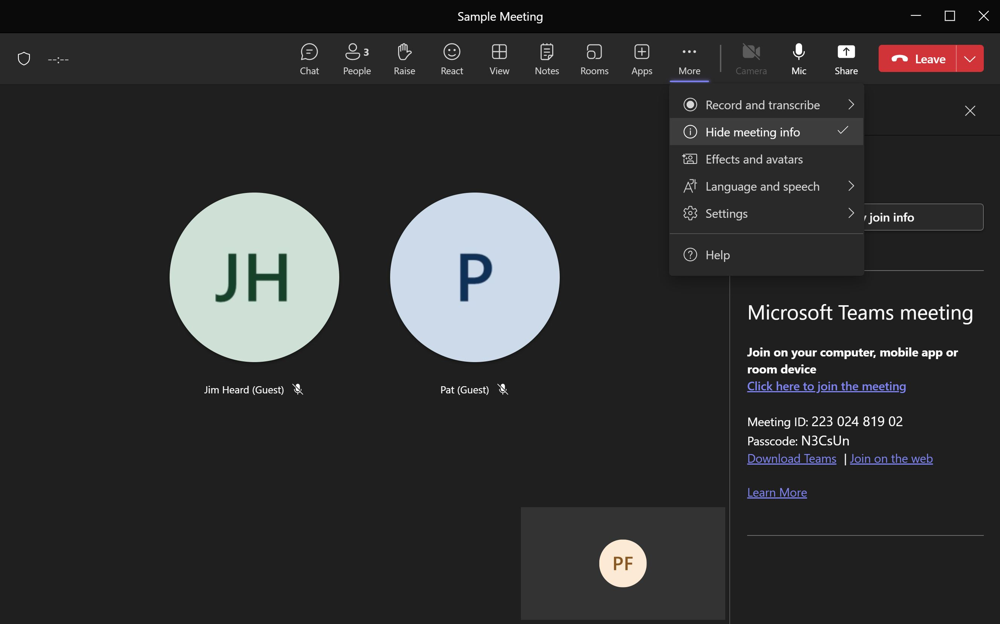 Sample Meeting
--:--
Chat
People 3
Raise
React
View
Notes
Rooms
Apps
More
Camera
Mic
Share
Leave
Record and transcribe
Hide meeting info
Effects and avatars
Language and speech
Settings
Help
join info
JH
P
Jim Heard (Guest)
Pat (Guest)
PF
Microsoft Teams meeting
Join on your computer, mobile app or
room device
Click here to join the meeting
Meeting ID: 223 024 819 02
Passcode: N3CsUn
Download Teams | Join on the web
Learn More